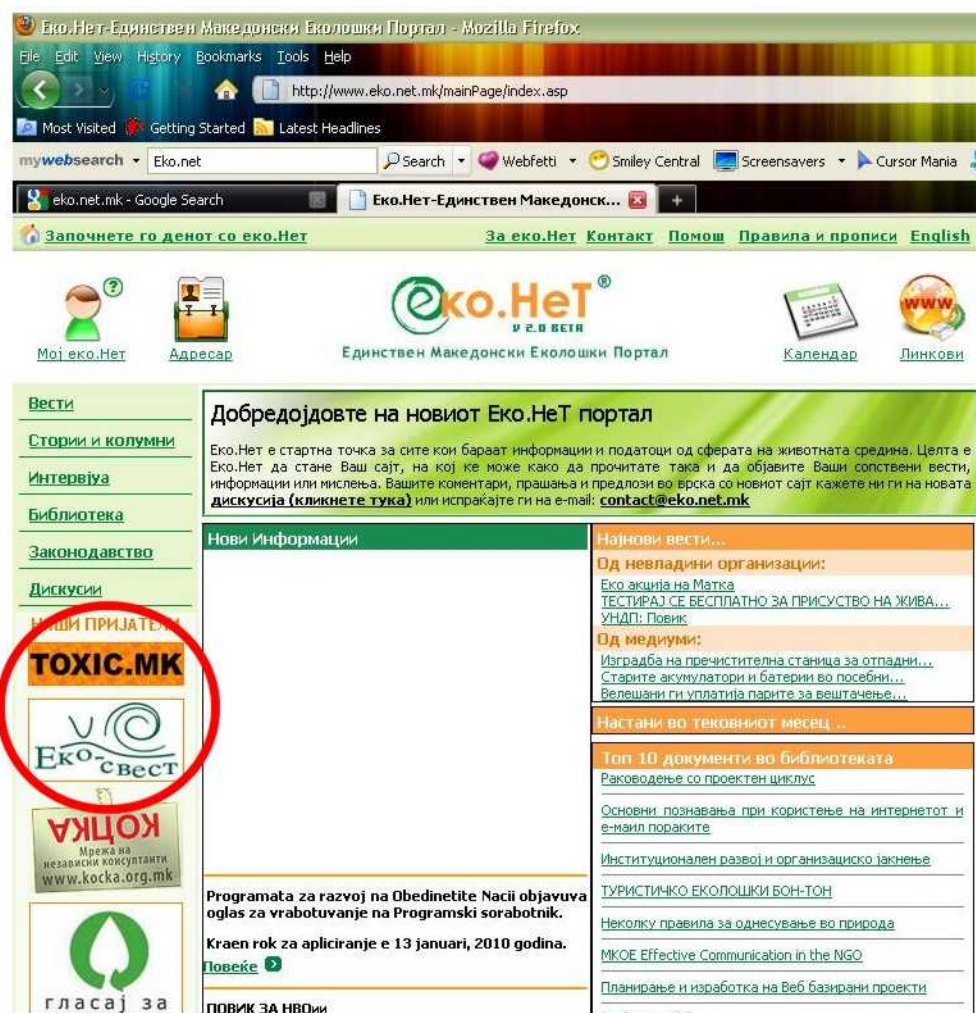 Еко.Нет-Единствен Македонски Еколошки Портал - Mozilla Firefox
File Edit View History Bookmarks Tools Help
http://www.eko.net.mk/mainPage/index.asp
Most Visited Getting Started Latest Headlines
mywebsearch Eko.net Search Webfetti Smiley Central Screensavers Cursor Mania
eko.net.mk - Google Search Еко.Нет-Единствен Македонск... +
Започнете го денот со еко.Нет За еко.Нет Контакт Помош Правила и прописи English
еко.НеТ®
V 2.0 BETA
Единствен Македонски Еколошки Портал
Мој еко.Нет Адресар Календар Линкови
www
Вести
Стории и колумни
Интервјуа
Библиотека
Законодавство
Дискусии
НАШИ ПРИЈАТЕЛИ
TOXIC.MK
Еко-свест
КОЦКА
Мрежа на
независни консултанти
www.kocka.org.mk
гласај за
Добредојдовте на новиот Еко.НеТ портал
Еко.Нет е стартна точка за сите кои бараат информации и податоци од сферата на животната средина. Целта е
Еко.Нет да стане Ваш сајт, на кој ке може како да прочитате така и да објавите Ваши сопствени вести,
информации или мислења. Вашите коментари, прашања и предлози во врска со новиот сајт кажете ни ги на новата
дискусија (кликнете тука) или испраќајте ги на e-mail: contact@eko.net.mk
Нови Информации
Programata za razvoj na Obedinetite Nacii objavuva
oglas za vrabotuvanje na Programski sorabotnik.
Kraen rok za apliciranje e 13 januari, 2010 godina.
Повеќе
ПОВИК ЗА НВОии
Најнови вести...
Од невладини организации:
Еко акција на Матка
ТЕСТИРАЈ СЕ БЕСПЛАТНО ЗА ПРИСУСТВО НА ЖИВА...
УНДП: Повик
Од медиуми:
Изградба на пречистителна станица за отпадни...
Старите акумулатори и батерии во посебни...
Велешани ги уплатија парите за вештачење...
Настани во тековниот месец ..
Топ 10 документи во библиотеката
Раководење со проектен циклус
Основни познавања при користење на интернетот и
е-маил пораките
Институционален развој и организациско јакнење
ТУРИСТИЧКО ЕКОЛОШКИ БОН-ТОН
Неколку правила за однесување во природа
MKOE Effective Communication in the NGO
Планирање и изработка на Веб базирани проекти